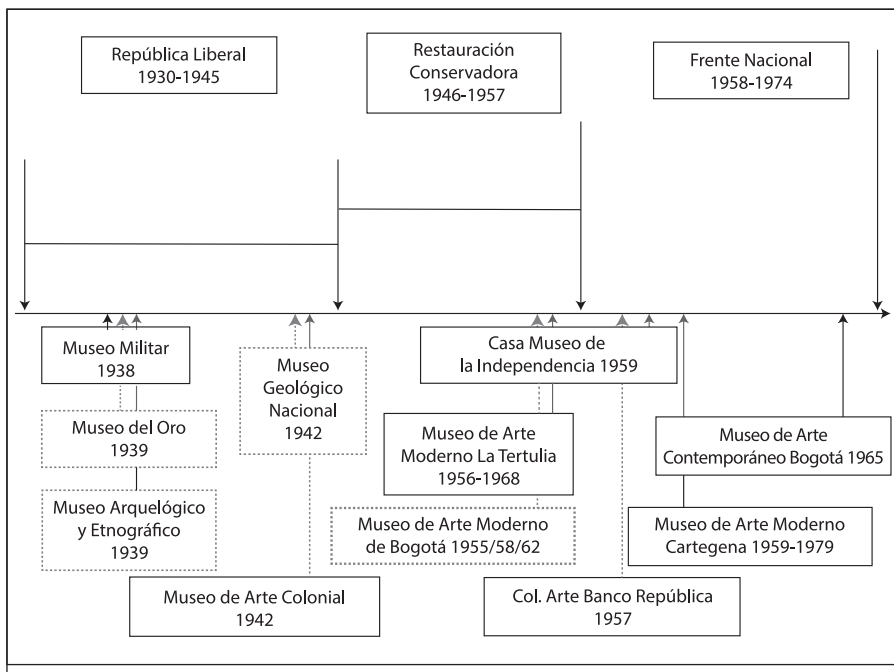 República Liberal
1930-1945
Restauración
Conservadora
1946-1957
Frente Nacional
1958-1974
Museo Militar
1938
Museo del Oro
1939
Museo Arquelógico
y Etnográfico
1939
Museo
Geológico
Nacional
1942
Museo de Arte Colonial
1942
Casa Museo de
la Independencia 1959
Museo de Arte
Moderno La Tertulia
1956-1968
Museo de Arte Moderno
de Bogotá 1955/58/62
Col. Arte Banco República
1957
Museo de Arte
Contemporáneo Bogotá 1965
Museo de Arte Moderno
Cartegena 1959-1979